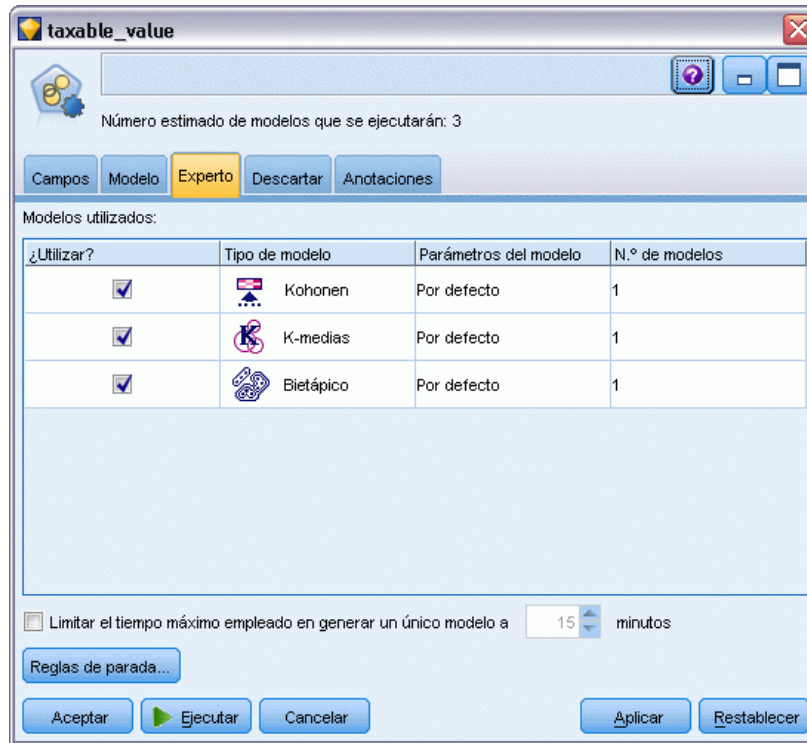 taxable_value
Número estimado de modelos que se ejecutarán: 3
Campos Modelo Experto Descartar Anotaciones
Modelos utilizados:
¿Utilizar? Tipo de modelo Parámetros del modelo N.º de modelos
Kohonen Por defecto 1
K-medias Por defecto 1
Bietápico Por defecto 1
Limitar el tiempo máximo empleado en generar un único modelo a 15 minutos
Reglas de parada...
Aceptar Ejecutar Cancelar Aplicar Restablecer